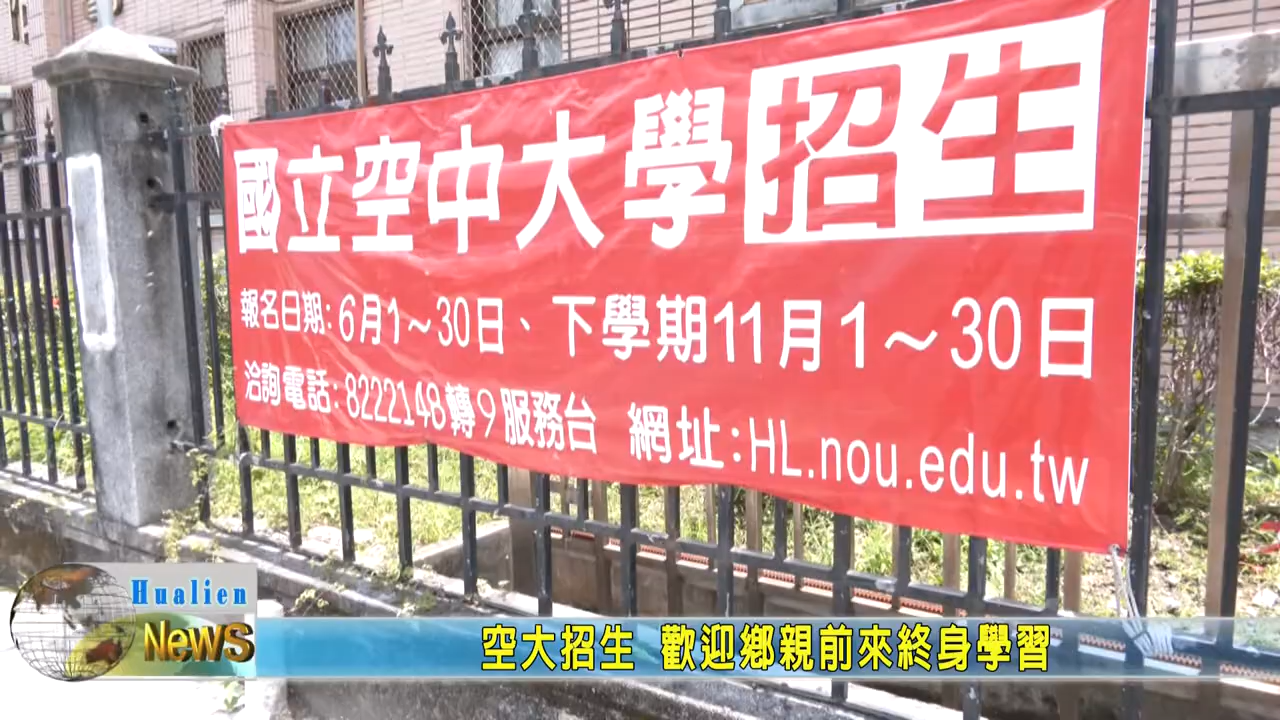 國立空中大學招生
報名日期:6月1~30日、下學期11月1~30日
洽詢電話:8222148轉9服務台 網址:HL.nou.edu.tw
Hualien
NewS
空大招生 歡迎鄉親前來終身學習